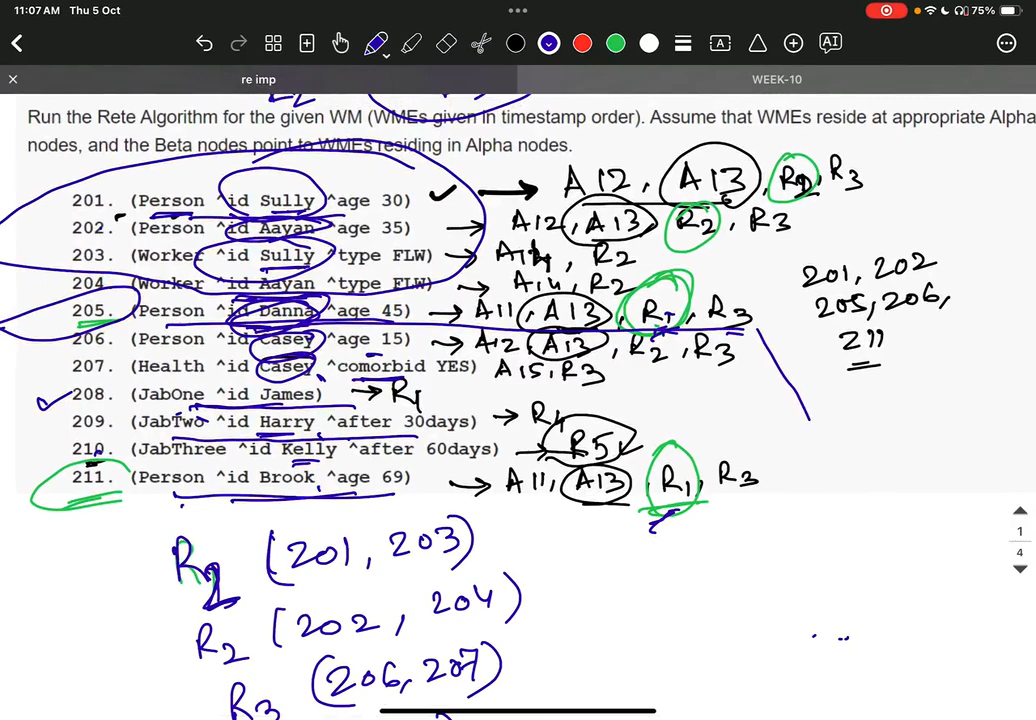 11:07AM Thu 5 Oct
75%
A
AI
re imp
WEEK-10
Run the Rete Algorithm for the given WM (WMEs given in timestamp order). Assume that WMEs reside at appropriate Alpha
nodes, and the Beta nodes point to WMEs residing in Alpha nodes.
201. (Person ^id Sully ^age 30) → A12, A13, R2, R3
202. (Person ^id Aayan ^age 35) → A12, A13, R2, R3
203. (Worker ^id Sully ^type FLW) → A14, R2
204. (Worker ^id Aayan ^type FLW) → A14, R2
205. (Person ^id Danna ^age 45) → A11, A13, R1, R3
206. (Person ^id Casey ^age 15) → A12, A13, R2, R3
207. (Health ^id Casey ^comorbid YES) A15, R3
208. (JabOne ^id James) → R4
209. (JabTwo ^id Harry ^after 30days) → R4
210. (JabThree ^id Kelly ^after 60days) → R5
211. (Person ^id Brook ^age 69) → A11, A13, R1, R3
201, 202
205, 206,
211
R2 (201, 203)
R2 (202, 204)
R3 (206, 207)
1
4